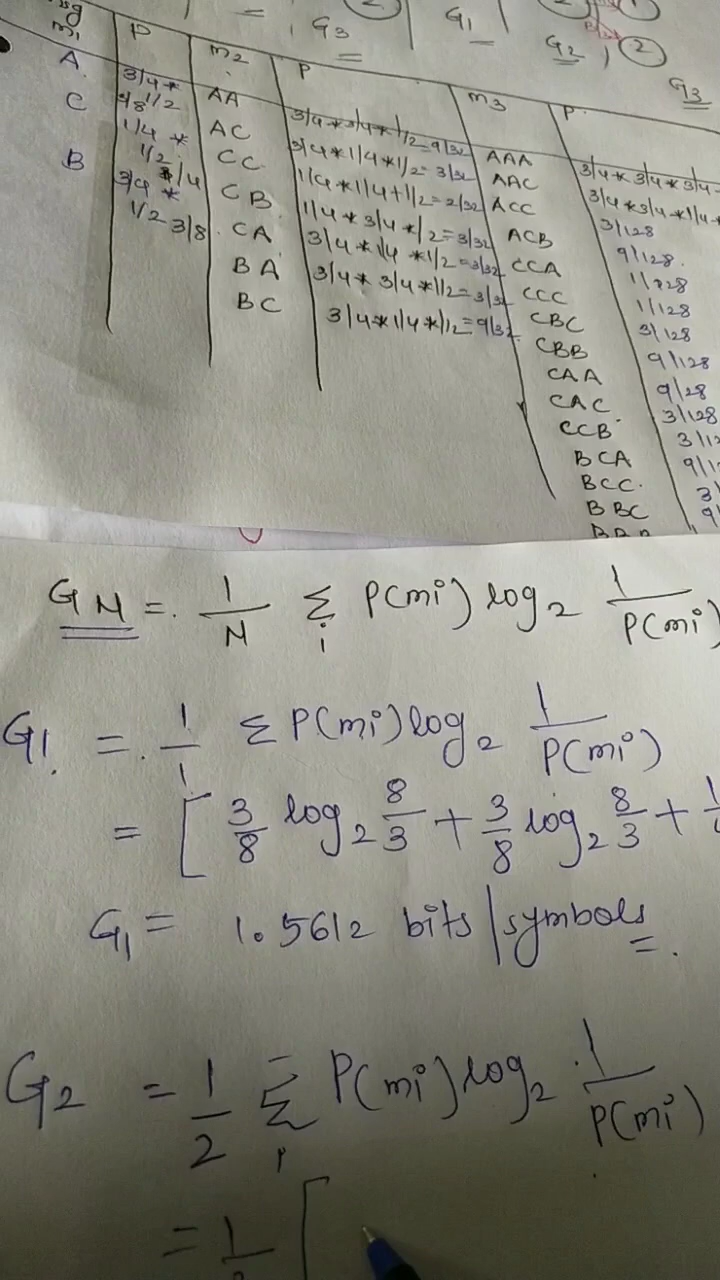 = , G3 2 | G1 | G2 , 2 G3
m1 P m2 P m3 P
A 3/4* AA 3/4*3/4*1/2=9/32 AAA 3/4*3/4*3/4
C 1/2 AC 3/4*1/4*1/2=3/32 AAC 3/4*3/4*1/4*
1/4* CC 1/4*1/4+1/2=2/32 ACC 3/128
B 1/2 1/4 CB 1/4*3/4*/2=3/32 ACB 9/128
3/4* CA 3/4*1/4*1/2=3/32 CCA
1/2 3/8 BA 3/4*3/4*1/2=3/32 CCC 1/128
BC 3/4*1/4*1/2=9/32 CBC 3/128
CBB 9/128
CAA 9/28
CAC 3/128
CCB
BCA
BCC
BBC
GN = 1/N Σi P(mi) log2 1/P(mi)
G1 = 1/1 Σ P(mi) log2 1/P(mi)
= [ 3/8 log2 8/3 + 3/8 log2 8/3 + 1
G1 = 1.5612 bits/symbols
G2 = 1/2 Σi P(mi) log2 1/P(mi)
= 1 [